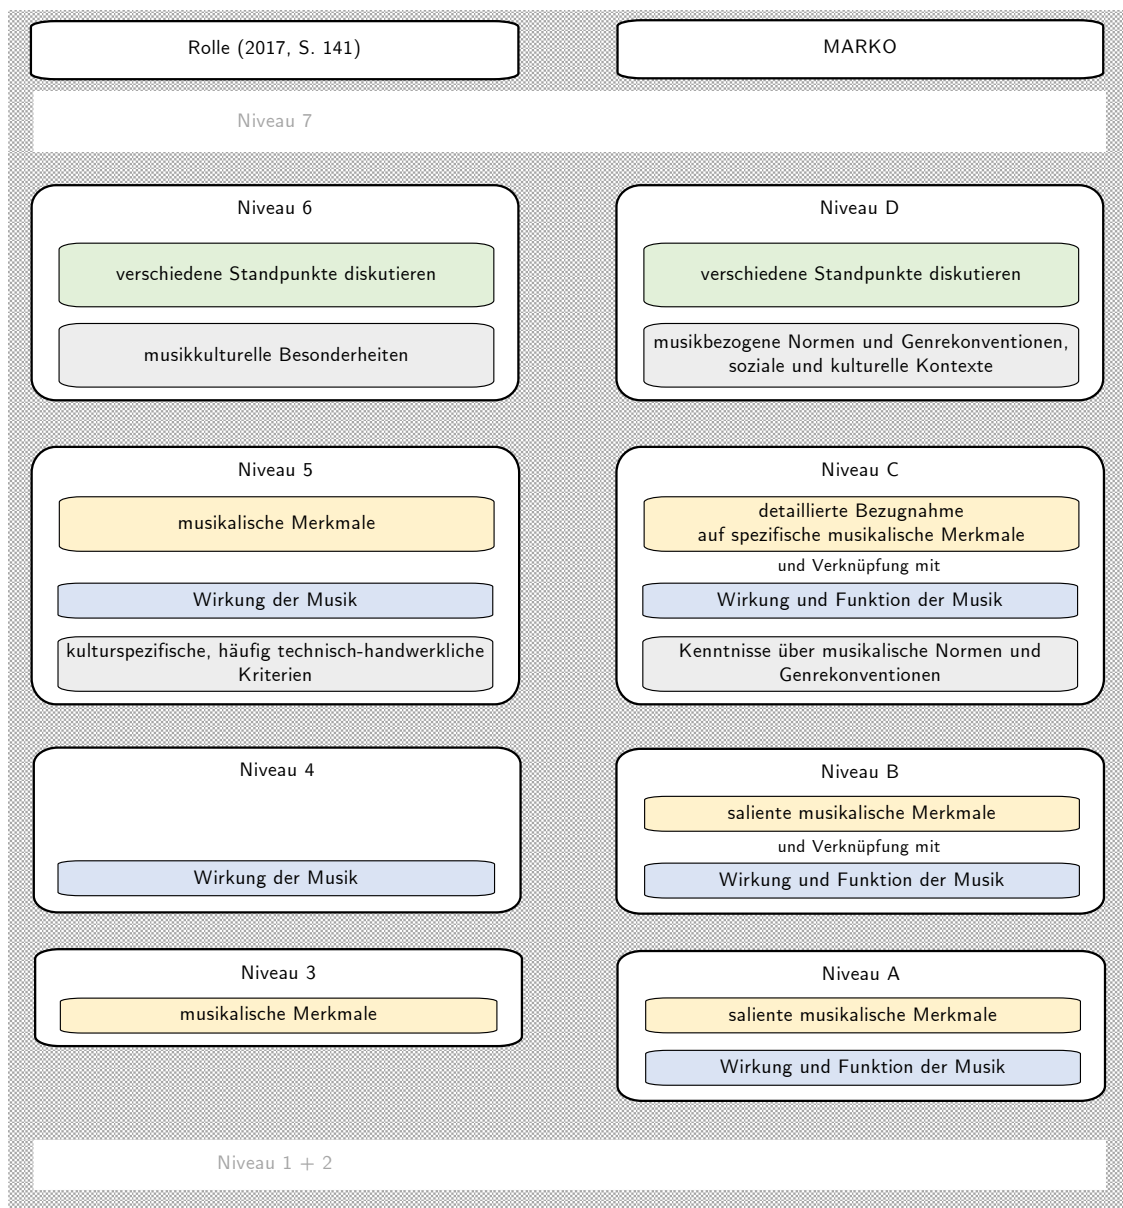 Rolle (2017, S. 141)
MARKO
Niveau 7
Niveau 6
verschiedene Standpunkte diskutieren
musikkulturelle Besonderheiten
Niveau D
verschiedene Standpunkte diskutieren
musikbezogene Normen und Genrekonventionen,
soziale und kulturelle Kontexte
Niveau 5
musikalische Merkmale
Wirkung der Musik
kulturspezifische, häufig technisch-handwerkliche
Kriterien
Niveau C
detaillierte Bezugnahme
auf spezifische musikalische Merkmale
und Verknüpfung mit
Wirkung und Funktion der Musik
Kenntnisse über musikalische Normen und
Genrekonventionen
Niveau 4
Wirkung der Musik
Niveau B
saliente musikalische Merkmale
und Verknüpfung mit
Wirkung und Funktion der Musik
Niveau 3
musikalische Merkmale
Niveau A
saliente musikalische Merkmale
Wirkung und Funktion der Musik
Niveau 1 + 2